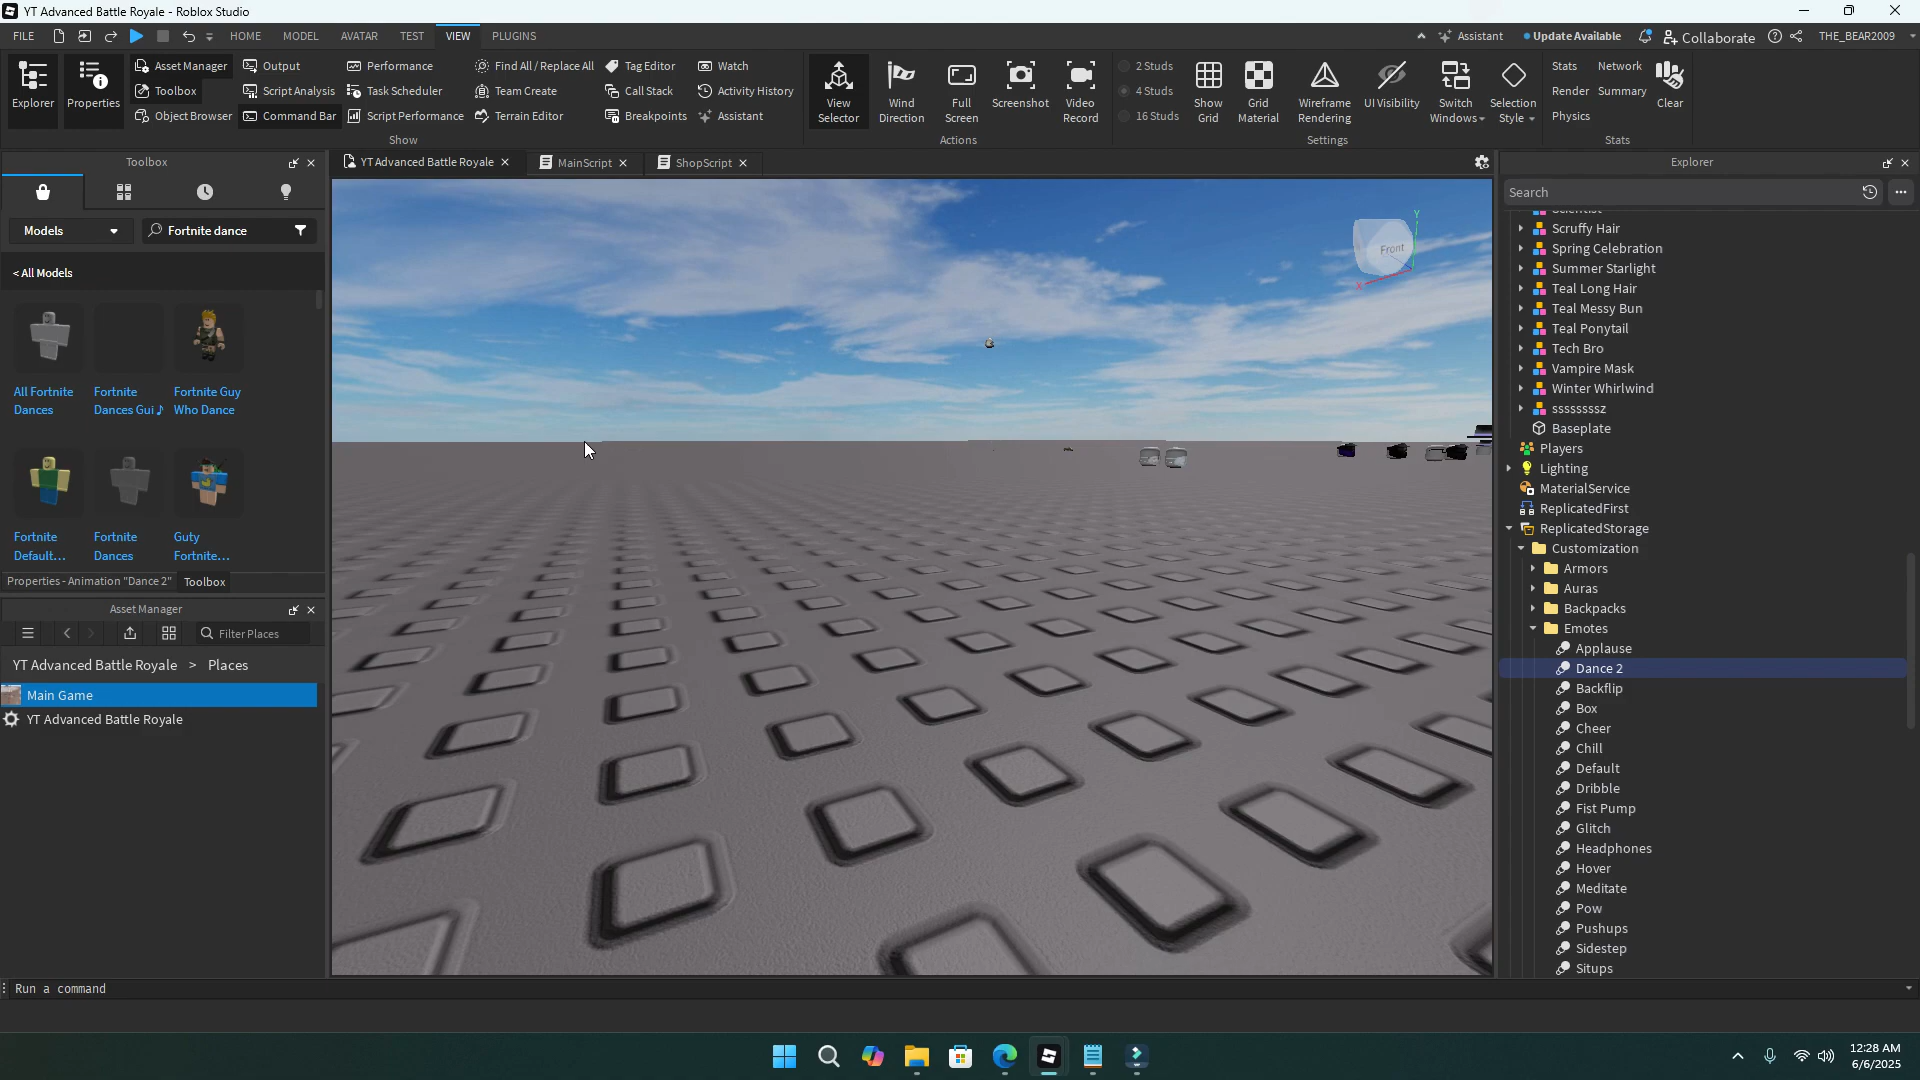 YT Advanced Battle Royale - Roblox Studio
FILE HOME MODEL AVATAR TEST VIEW PLUGINS Assistant Update Available Collaborate THE_BEAR2009
Explorer
Properties
Asset Manager
Toolbox
Object Browser
Output
Script Analysis
Command Bar
Performance
Task Scheduler
Script Performance
Find All / Replace All
Team Create
Terrain Editor
Tag Editor
Call Stack
Breakpoints
Watch
Activity History
Assistant
Show
View
Selector
Wind
Direction
Full
Screen
Screenshot
Video
Record
Actions
2 Studs
4 Studs
16 Studs
Show
Grid
Grid
Material
Wireframe
Rendering
UI Visibility
Switch
Windows
Selection
Style
Settings
Stats
Render
Physics
Network
Summary
Clear
Stats
Toolbox
Models
Fortnite dance
< All Models
All Fortnite
Dances
Fortnite
Dances Gui
Fortnite Guy
Who Dance
Fortnite
Default...
Fortnite
Dances
Guty
Fortnite...
Properties - Animation "Dance 2" Toolbox
Asset Manager
Filter Places
YT Advanced Battle Royale > Places
Main Game
YT Advanced Battle Royale
YT Advanced Battle Royale
MainScript
ShopScript
Front
Y
X
Explorer
Search
Scientist
Scruffy Hair
Spring Celebration
Summer Starlight
Teal Long Hair
Teal Messy Bun
Teal Ponytail
Tech Bro
Vampire Mask
Winter Whirlwind
ssssssssz
Baseplate
Players
Lighting
MaterialService
ReplicatedFirst
ReplicatedStorage
Customization
Armors
Auras
Backpacks
Emotes
Applause
Dance 2
Backflip
Box
Cheer
Chill
Default
Dribble
Fist Pump
Glitch
Headphones
Hover
Meditate
Pow
Pushups
Sidestep
Situps
Run a command
12:28 AM
6/6/2025